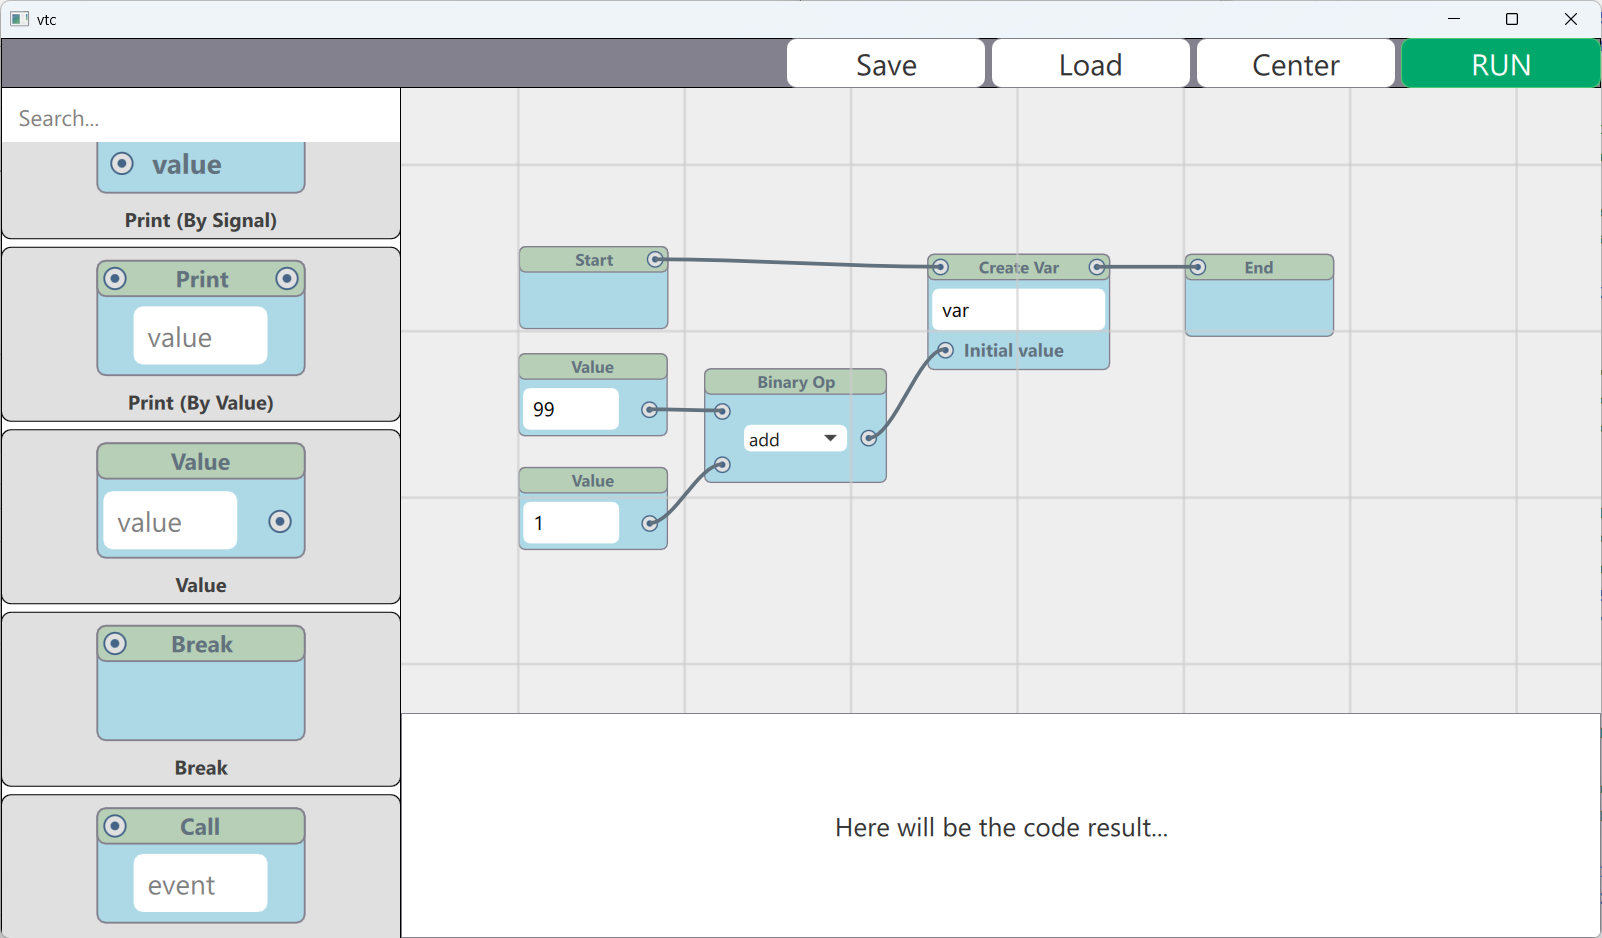 vtc
Save
Load
Center
RUN
Search...
value
Print (By Signal)
Print
value
Print (By Value)
Value
value
Value
Break
Break
Call
event
Start
Create Var
var
Initial value
End
Value
99
Binary Op
add
Value
1
Here will be the code result...